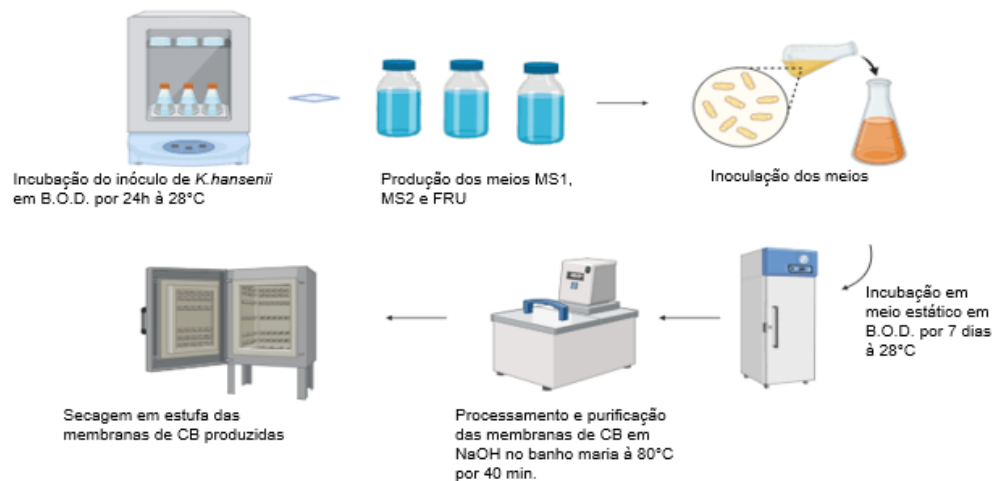 Incubação do inóculo de K.hansenii
em B.O.D. por 24h à 28°C
Produção dos meios MS1,
MS2 e FRU
Inoculação dos meios
Incubação em
meio estático em
B.O.D. por 7 dias
à 28°C
Processamento e purificação
das membranas de CB em
NaOH no banho maria à 80°C
por 40 min.
Secagem em estufa das
membranas de CB produzidas